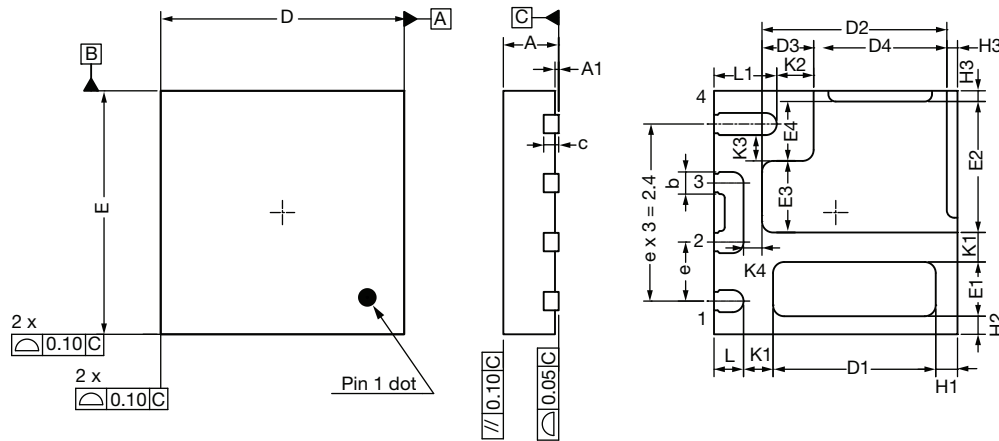 D
A
B
E
2 x
0.10 C
2 x
0.10 C
Pin 1 dot
C
A
A1
c
// 0.10 C
0.05 C
D2
D3
D4
H3
L1
K2
H3
4
E4
K3
E2
b
3
E3
e x 3 = 2.4
2
e
K4
K1
E1
1
H2
L
K1
D1
H1